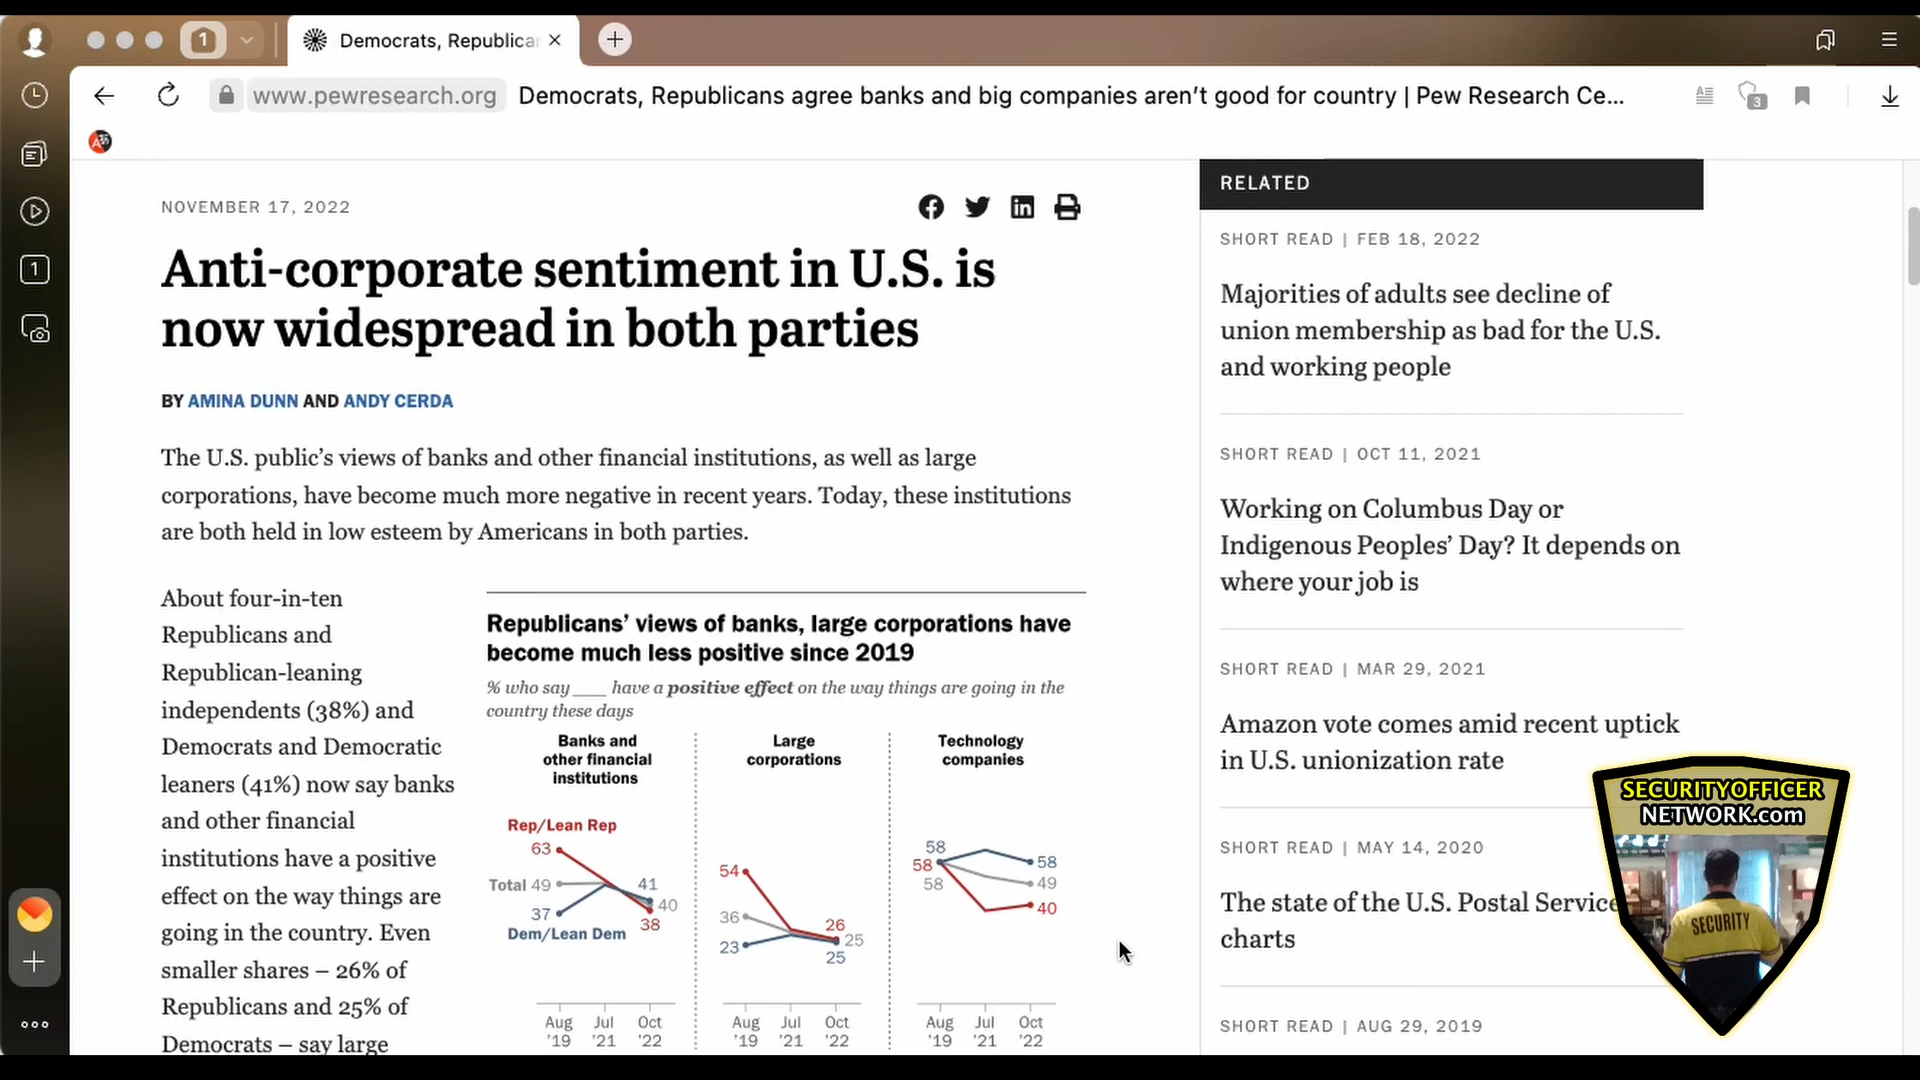 1
Democrats, Republica
www.pewresearch.org
Democrats, Republicans agree banks and big companies aren't good for country | Pew Research Ce...
3
1
NOVEMBER 17, 2022
Anti-corporate sentiment in U.S. is
now widespread in both parties
BY AMINA DUNN AND ANDY CERDA
The U.S. public's views of banks and other financial institutions, as well as large
corporations, have become much more negative in recent years. Today, these institutions
are both held in low esteem by Americans in both parties.
About four-in-ten
Republicans and
Republican-leaning
independents (38%) and
Democrats and Democratic
leaners (41%) now say banks
and other financial
institutions have a positive
effect on the way things are
going in the country. Even
smaller shares – 26% of
Republicans and 25% of
Democrats – say large
Republicans' views of banks, large corporations have
become much less positive since 2019
% who say ___ have a positive effect on the way things are going in the
country these days
Banks and
other financial
institutions
Rep/Lean Rep
63
Total 49
37
Dem/Lean Dem
41
40
38
Aug '19
Jul '21
Oct '22
Large
corporations
54
36
23
26
25
25
Aug '19
Jul '21
Oct '22
Technology
companies
58
58
58
58
49
40
Aug '19
Jul '21
Oct '22
RELATED
SHORT READ | FEB 18, 2022
Majorities of adults see decline of
union membership as bad for the U.S.
and working people
SHORT READ | OCT 11, 2021
Working on Columbus Day or
Indigenous Peoples' Day? It depends on
where your job is
SHORT READ | MAR 29, 2021
Amazon vote comes amid recent uptick
in U.S. unionization rate
SHORT READ | MAY 14, 2020
The state of the U.S. Postal Service
charts
SHORT READ | AUG 29, 2019
SECURITYOFFICER
NETWORK.com
SECURITY